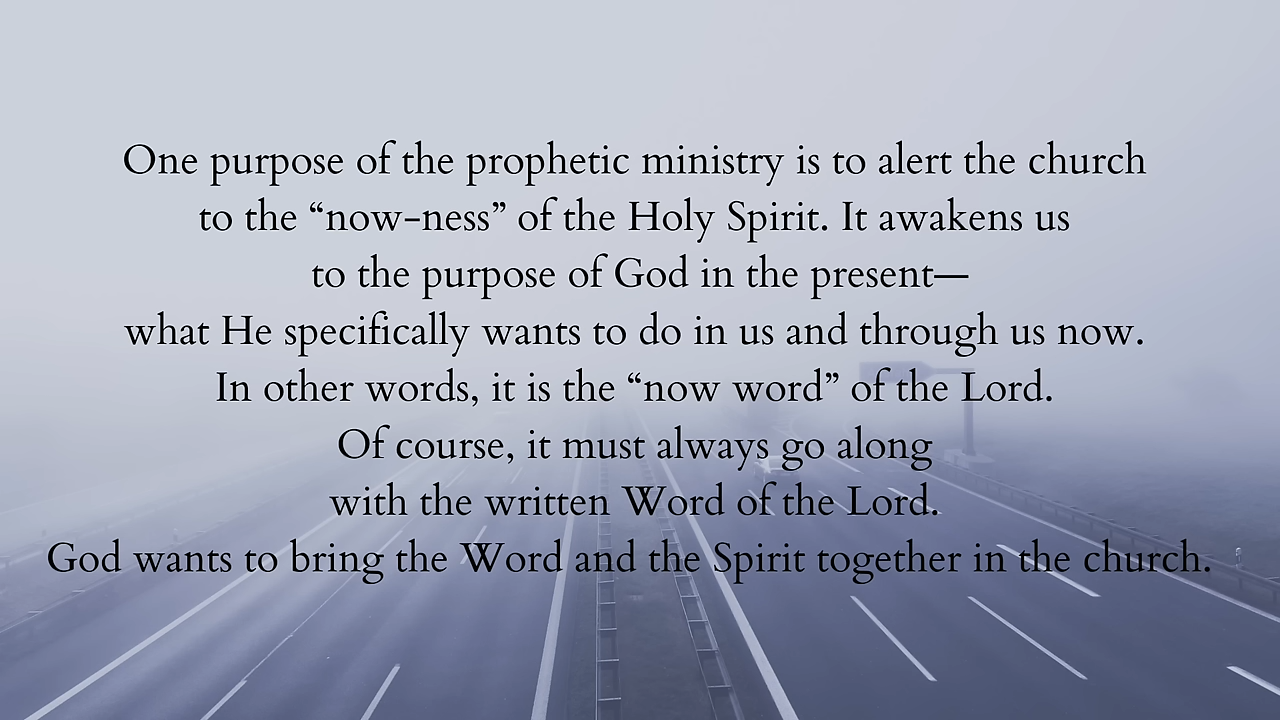 One purpose of the prophetic ministry is to alert the church
to the “now-ness” of the Holy Spirit. It awakens us
to the purpose of God in the present—
what He specifically wants to do in us and through us now.
In other words, it is the “now word” of the Lord.
Of course, it must always go along
with the written Word of the Lord.
God wants to bring the Word and the Spirit together in the church.